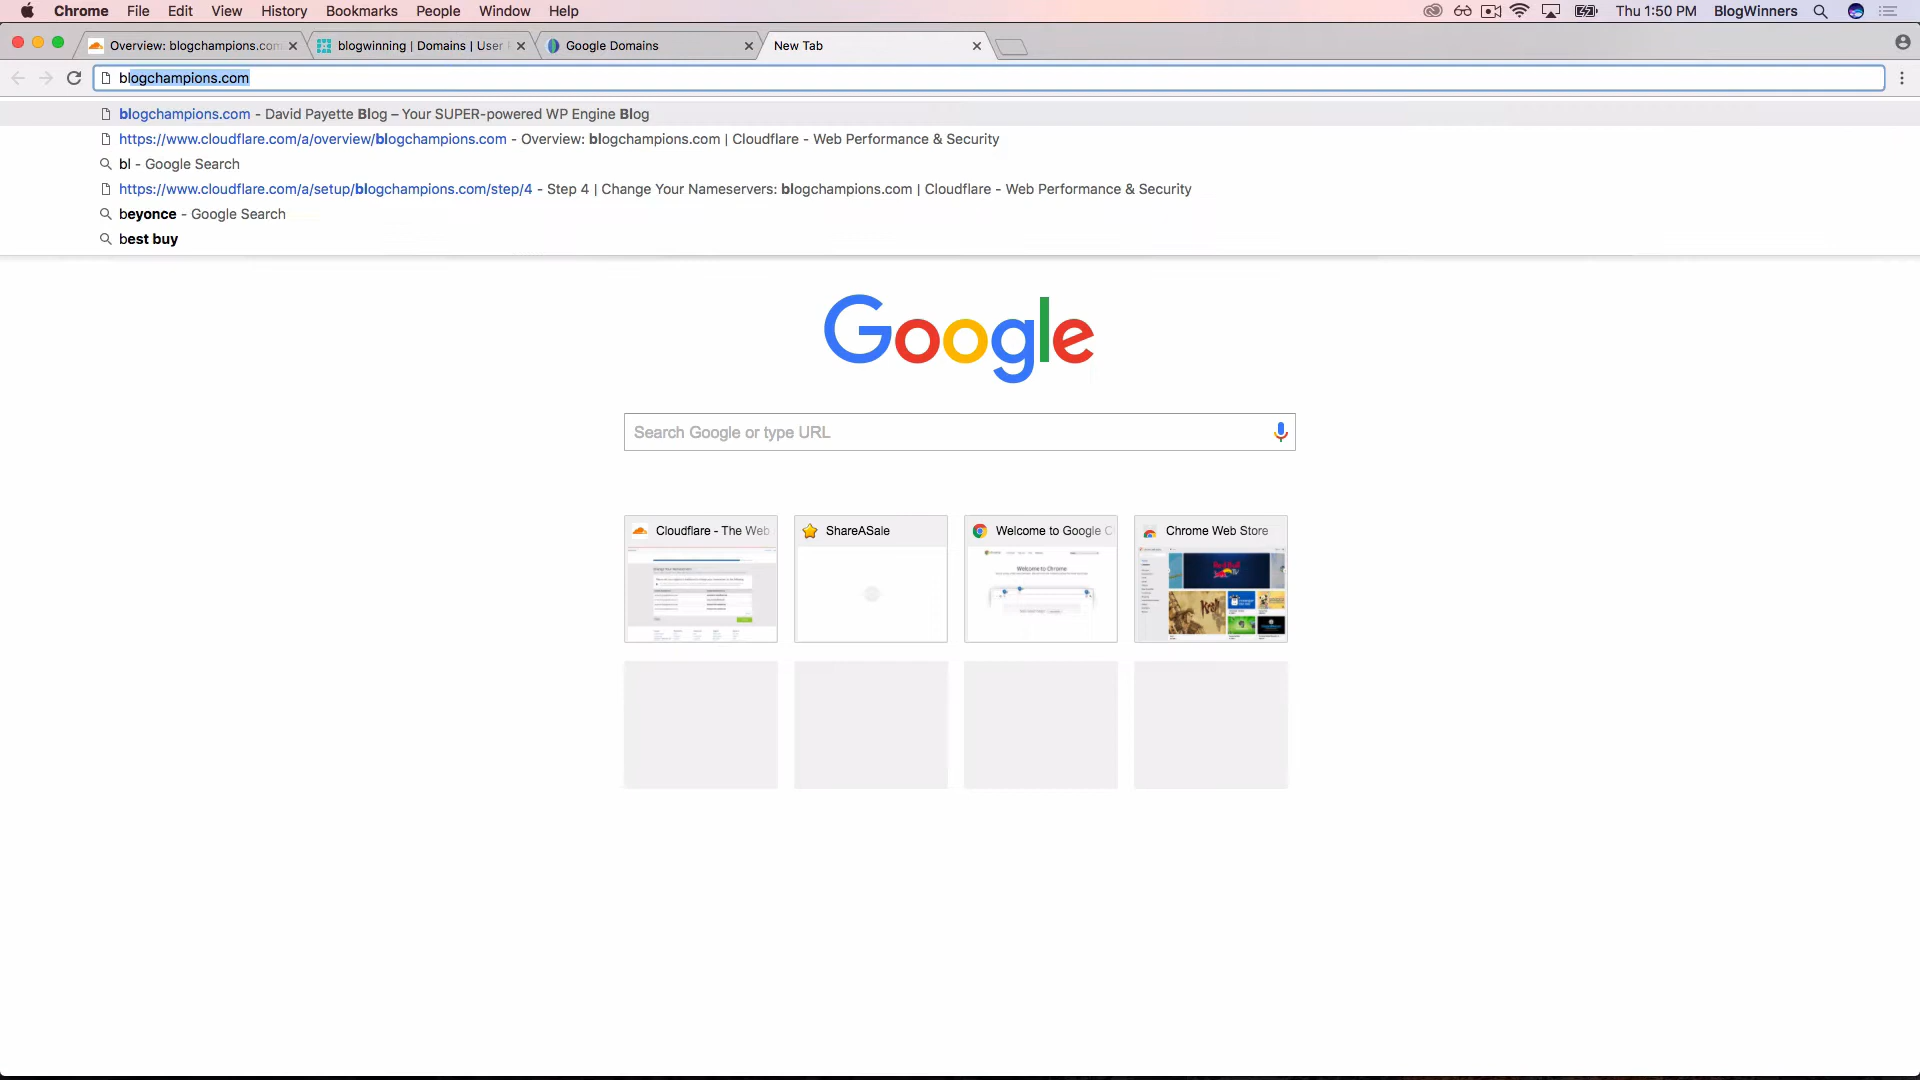 Chrome File Edit View History Bookmarks People Window Help Thu 1:50 PM BlogWinners
Overview: blogchampions.com blogwinning | Domains | User Google Domains New Tab
blogchampions.com
blogchampions.com - David Payette Blog – Your SUPER-powered WP Engine Blog
https://www.cloudflare.com/a/overview/blogchampions.com - Overview: blogchampions.com | Cloudflare - Web Performance & Security
bl - Google Search
https://www.cloudflare.com/a/setup/blogchampions.com/step/4 - Step 4 | Change Your Nameservers: blogchampions.com | Cloudflare - Web Performance & Security
beyonce - Google Search
best buy
Google
Search Google or type URL
Cloudflare - The Web ShareASale Welcome to Google C Chrome Web Store
Welcome to Chrome